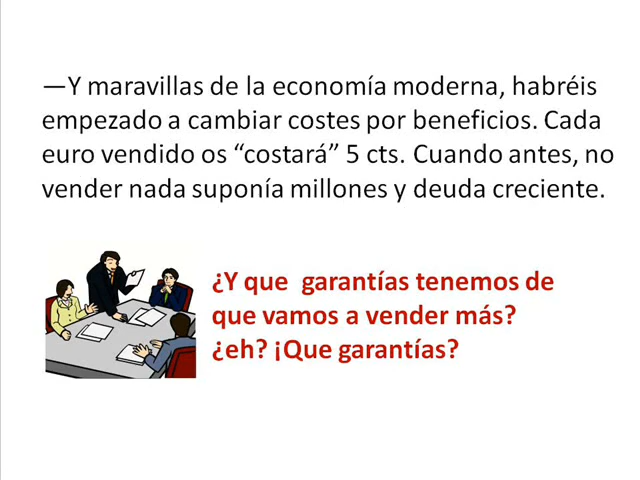 —Y maravillas de la economía moderna, habréis
empezado a cambiar costes por beneficios. Cada
euro vendido os “costará” 5 cts. Cuando antes, no
vender nada suponía millones y deuda creciente.
¿Y que garantías tenemos de
que vamos a vender más?
¿eh? ¡Que garantías?